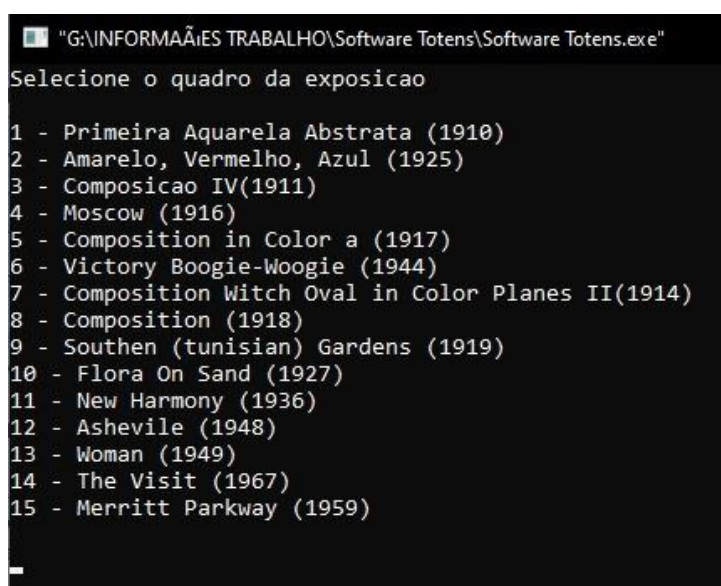 "G:\INFORMAÃıES TRABALHO\Software Totens\Software Totens.exe"
Selecione o quadro da exposicao
1 - Primeira Aquarela Abstrata (1910)
2 - Amarelo, Vermelho, Azul (1925)
3 - Composicao IV(1911)
4 - Moscow (1916)
5 - Composition in Color a (1917)
6 - Victory Boogie-Woogie (1944)
7 - Composition Witch Oval in Color Planes II(1914)
8 - Composition (1918)
9 - Southen (tunisian) Gardens (1919)
10 - Flora On Sand (1927)
11 - New Harmony (1936)
12 - Ashevile (1948)
13 - Woman (1949)
14 - The Visit (1967)
15 - Merritt Parkway (1959)